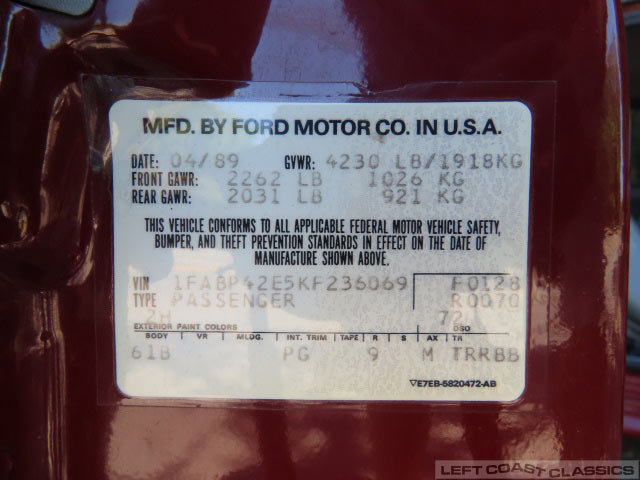 MFD. BY FORD MOTOR CO. IN U.S.A.
DATE: 04/89 GVWR: 4230 LB/1918KG
FRONT GAWR: 2262 LB 1026 KG
REAR GAWR: 2031 LB 921 KG
THIS VEHICLE CONFORMS TO ALL APPLICABLE FEDERAL MOTOR VEHICLE SAFETY,
BUMPER, AND THEFT PREVENTION STANDARDS IN EFFECT ON THE DATE OF
MANUFACTURE SHOWN ABOVE.
VIN 1FABP42E5KF236069 F0128
TYPE PASSENGER R0070
2H 72
EXTERIOR PAINT COLORS DSO
BODY VR MLDG. INT. TRIM TAPE R S AX TR
61B PG 9 M TRRBB
E7EB-5820472-AB
LEFT COAST CLASSICS